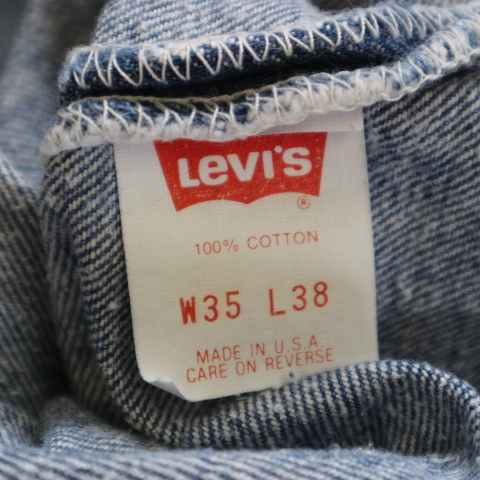 LEVI'S
®
100% COTTON
W35 L38
MADE IN U.S.A.
CARE ON REVERSE